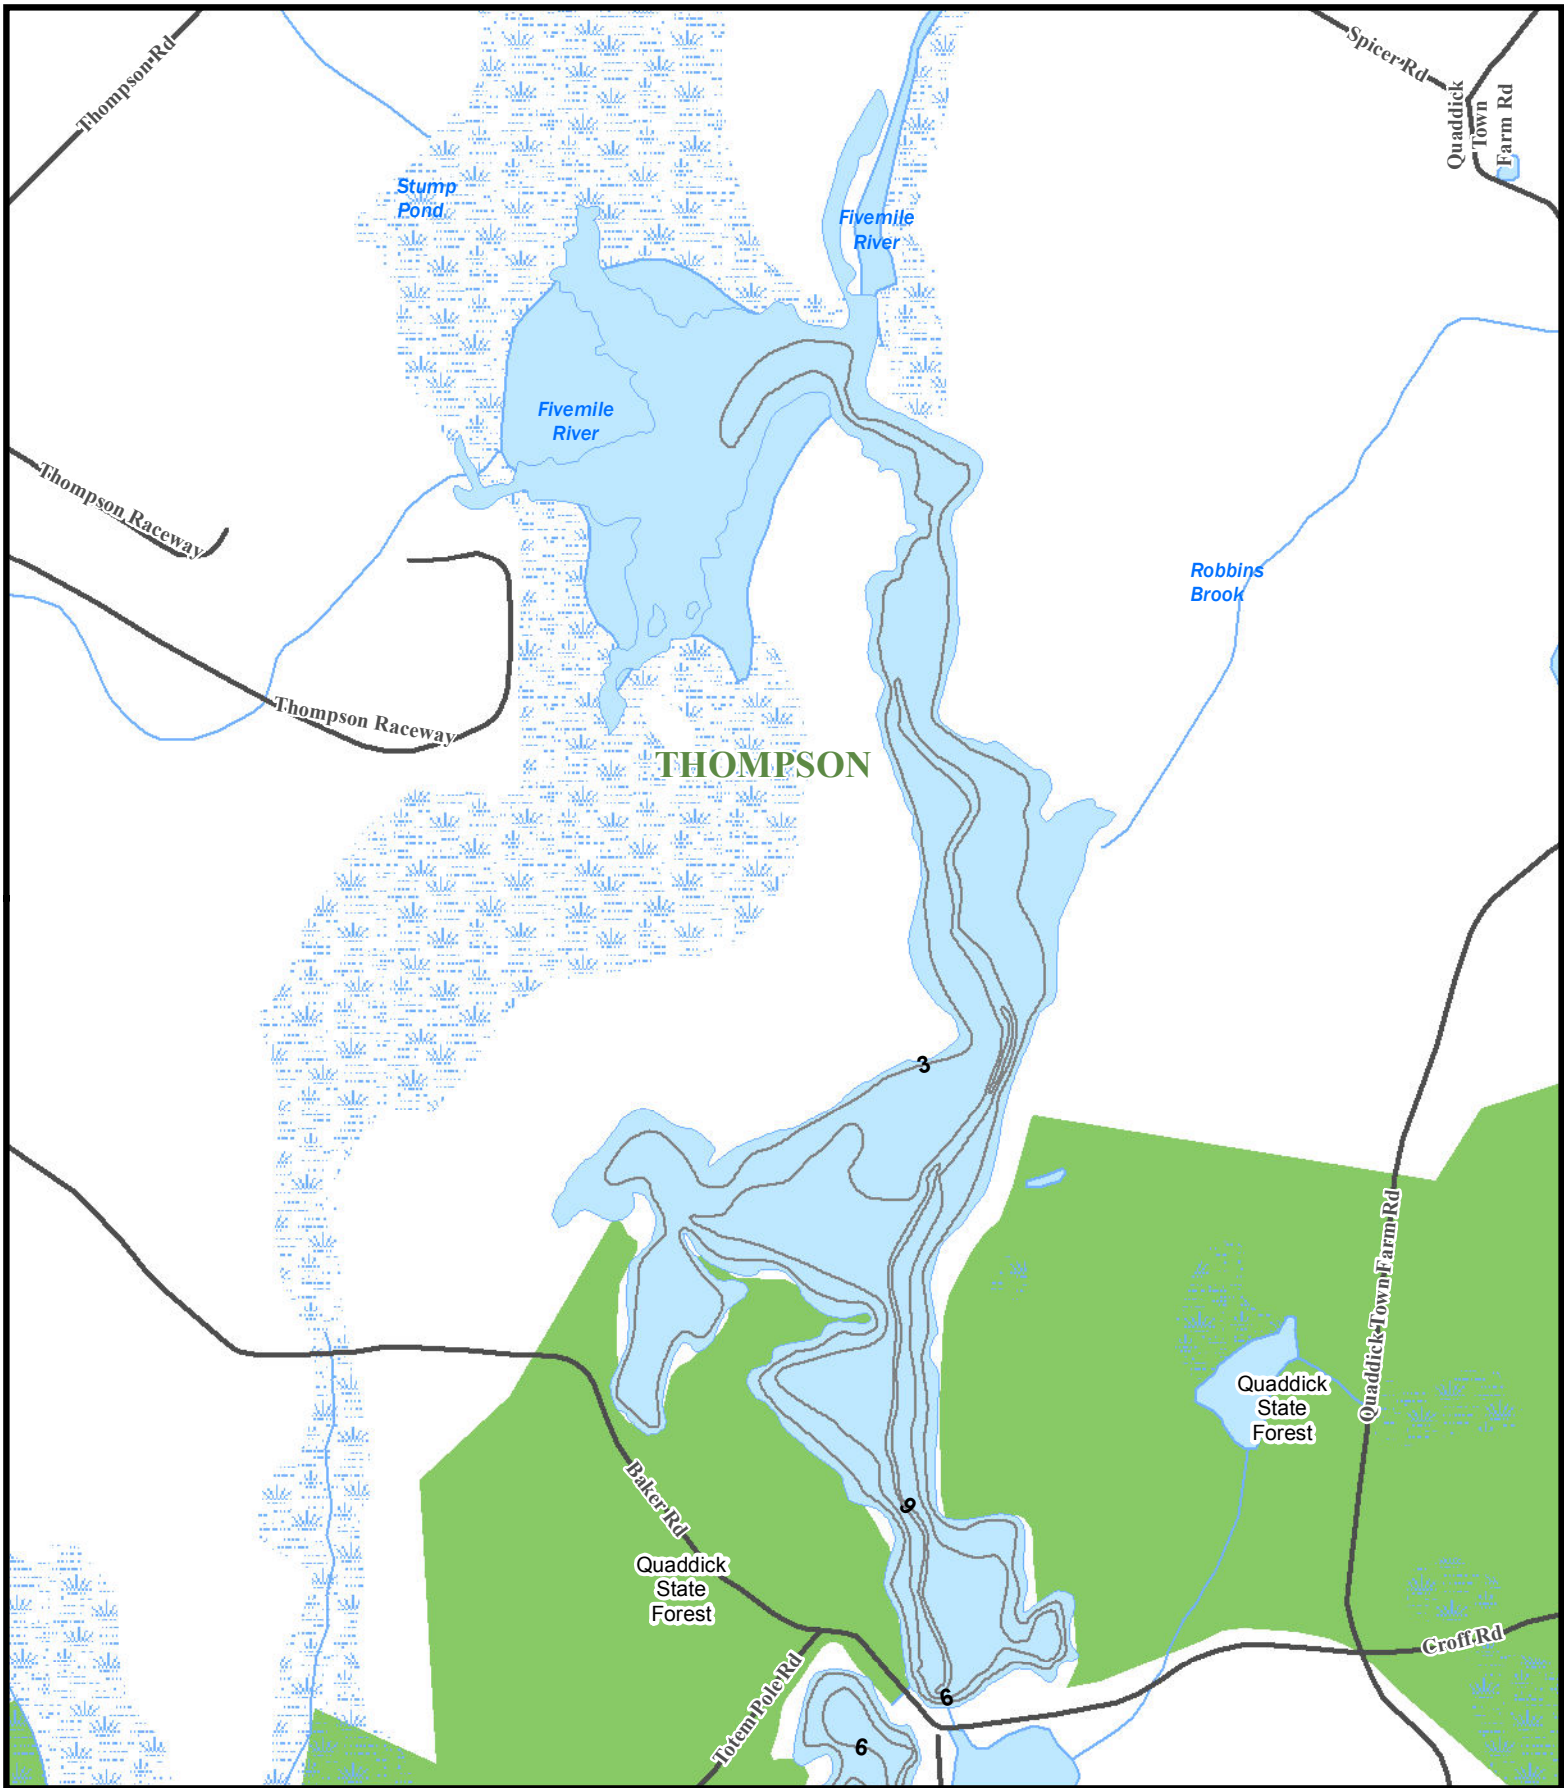 Thompson Rd
Spicer Rd
Quaddick
Town
Farm Rd
Stump
Pond
Fivemile
River
Fivemile
River
Thompson Raceway
Robbins
Brook
Thompson Raceway
THOMPSON
3
Quaddick Town Farm Rd
Quaddick
State
Forest
Baker Rd
9
Quaddick
State
Forest
Croff Rd
Totem Pole Rd
6
6